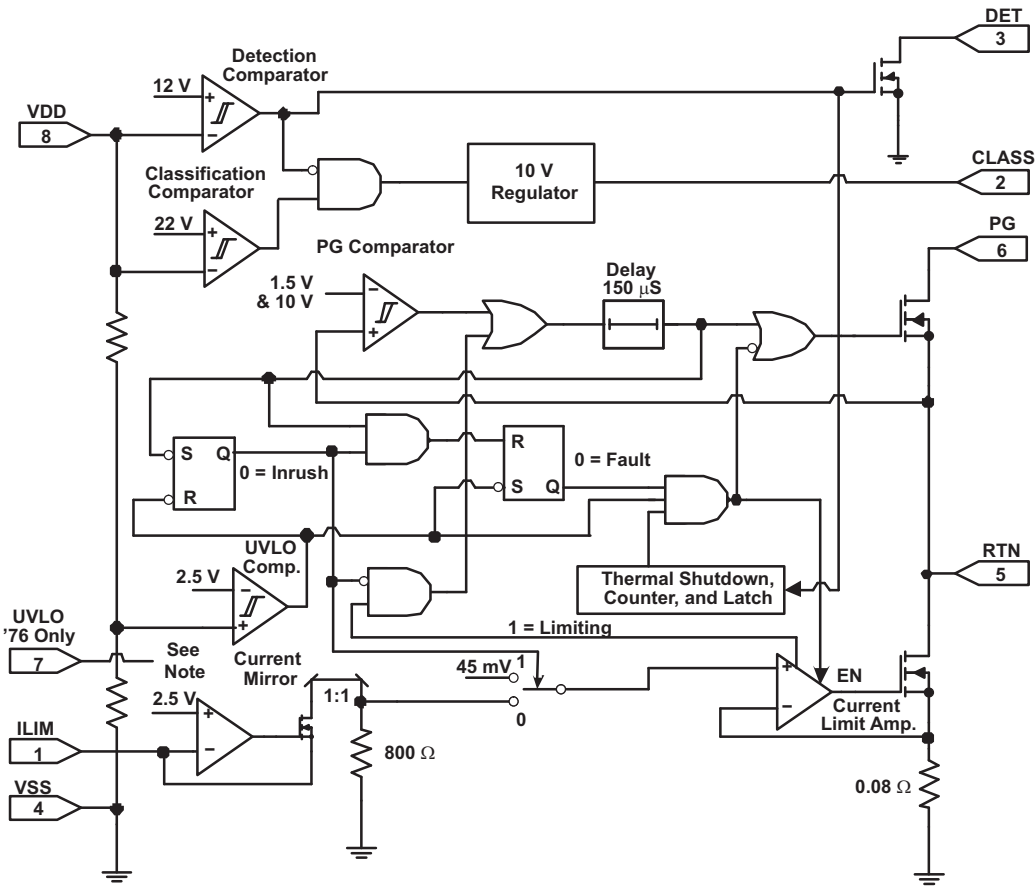 DET
3
Detection
Comparator
12 V
+
−
VDD
8
Classification
Comparator
22 V
+
−
10 V
Regulator
CLASS
2
PG Comparator
PG
6
1.5 V
& 10 V
−
+
Delay
150 μS
S Q
R
0 = Inrush
R
S Q
0 = Fault
UVLO
Comp.
2.5 V
−
+
Thermal Shutdown,
Counter, and Latch
RTN
5
UVLO
'76 Only
7
See
Note
Current
Mirror
1:1
1 = Limiting
45 mV
1
0
+
−
EN
Current
Limit Amp.
2.5 V
+
−
ILIM
1
800 Ω
0.08 Ω
VSS
4